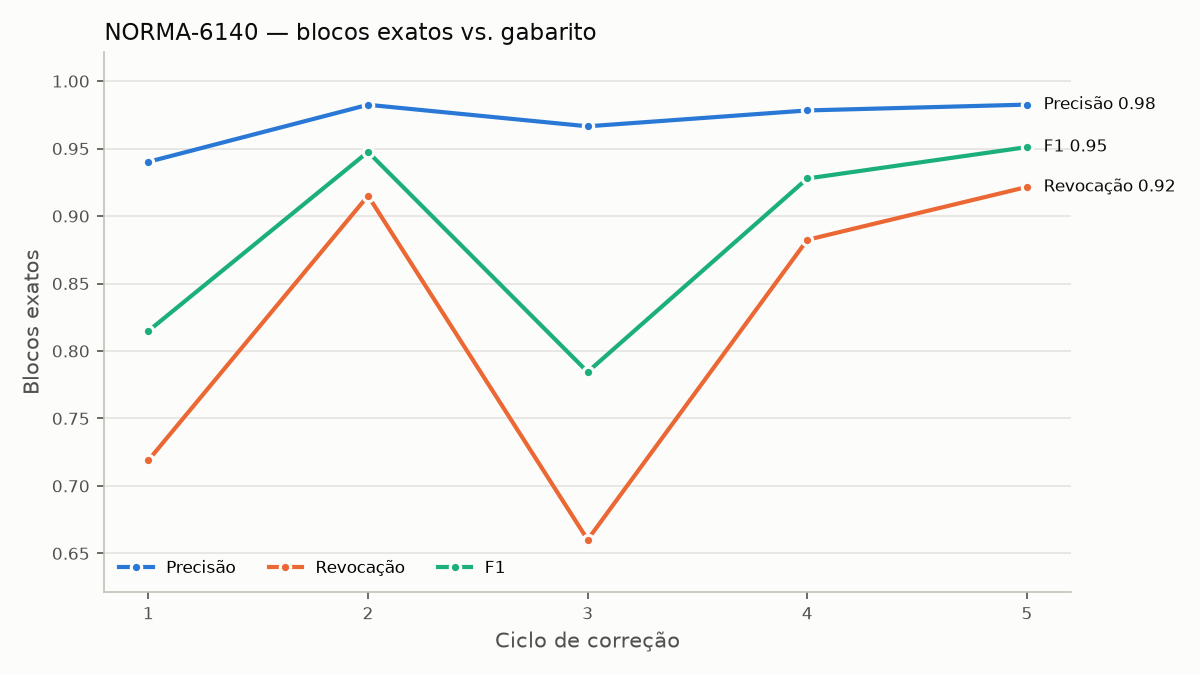 NORMA-6140 — blocos exatos vs. gabarito
Blocos exatos
1.00
0.95
0.90
0.85
0.80
0.75
0.70
0.65
Precisão 0.98
F1 0.95
Revocação 0.92
Precisão
Revocação
F1
1
2
3
4
5
Ciclo de correção